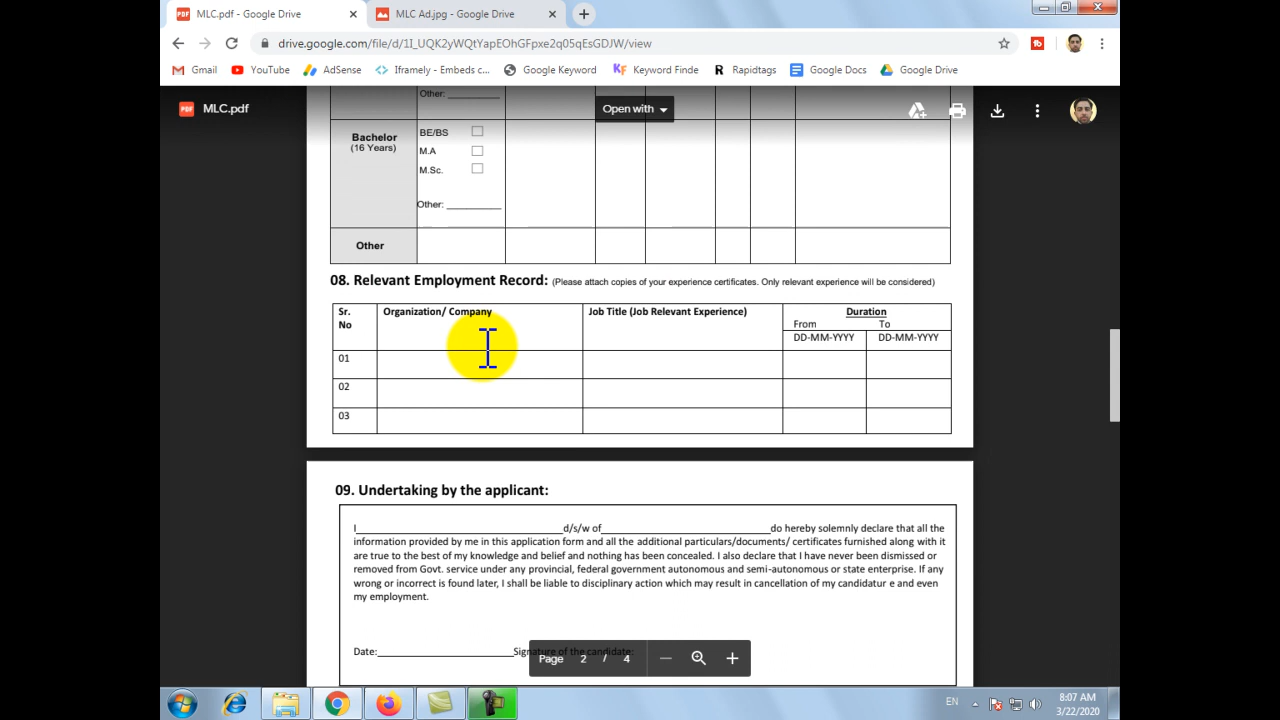 MLC.pdf - Google Drive
MLC Ad.jpg - Google Drive
drive.google.com/file/d/1I_UQK2yWQtYapEOhGFpxe2q05qEsGDJW/view
Gmail YouTube AdSense Iframely - Embeds c... Google Keyword Keyword Finde Rapidtags Google Docs Google Drive
Other: ________
PDF MLC.pdf
Open with
Bachelor
(16 Years)
BE/BS
M.A
M.Sc.
Other: ________
Other
08. Relevant Employment Record: (Please attach copies of your experience certificates. Only relevant experience will be considered)
Sr. No
Organization/ Company
Job Title (Job Relevant Experience)
Duration
From To
DD-MM-YYYY DD-MM-YYYY
01
02
03
09. Undertaking by the applicant:
I____________________d/s/w of____________________do hereby solemnly declare that all the
information provided by me in this application form and all the additional particulars/documents/ certificates furnished along with it
are true to the best of my knowledge and belief and nothing has been concealed. I also declare that I have never been dismissed or
removed from Govt. service under any provincial, federal government autonomous and semi-autonomous or state enterprise. If any
wrong or incorrect is found later, I shall be liable to disciplinary action which may result in cancellation of my candidatur e and even
my employment.
Date:____________________Signature of the candidate:
Page 2 / 4
EN
8:07 AM
3/22/2020